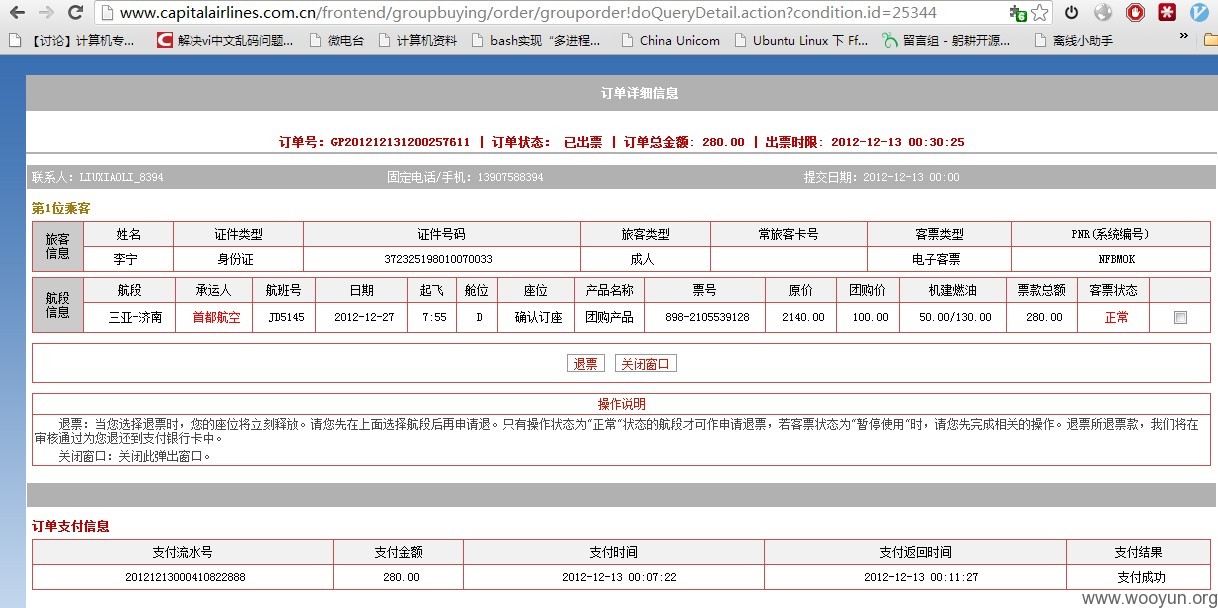 www.capitalairlines.com.cn/frontend/groupbuying/order/grouporder!doQueryDetail.action?condition.id=25344
【讨论】计算机专... 解决vi中文乱码问题... 微电台 计算机资料 bash实现“多进程... China Unicom Ubuntu Linux 下 Ff... 留言组 - 躬耕开源... 离线小助手 »
订单详细信息
订单号: GP201212131200257611 | 订单状态: 已出票 | 订单总金额: 280.00 | 出票时限: 2012-12-13 00:30:25
联系人: LIUXIAOLI_8394 固定电话/手机: 13907588394 提交日期: 2012-12-13 00:00
第1位乘客
旅客信息 姓名 证件类型 证件号码 旅客类型 常旅客卡号 客票类型 PNR(系统编号)
李宁 身份证 372325198010070033 成人 电子客票 NFBMOK
航段信息 航段 承运人 航班号 日期 起飞 舱位 座位 产品名称 票号 原价 团购价 机建燃油 票款总额 客票状态
三亚-济南 首都航空 JD5145 2012-12-27 7:55 D 确认订座 团购产品 898-2105539128 2140.00 100.00 50.00/130.00 280.00 正常
退票 关闭窗口
操作说明
退票：当您选择退票时，您的座位将立刻释放。请您先在上面选择航段后再申请退。只有操作状态为"正常"状态的航段才可作申请退票，若客票状态为"暂停使用"时，请您先完成相关的操作。退票所退票款，我们将在
审核通过为您退还到支付银行卡中。
关闭窗口：关闭此弹出窗口。
订单支付信息
支付流水号 支付金额 支付时间 支付返回时间 支付结果
20121213000410822888 280.00 2012-12-13 00:07:22 2012-12-13 00:11:27 支付成功
www.wooyun.org